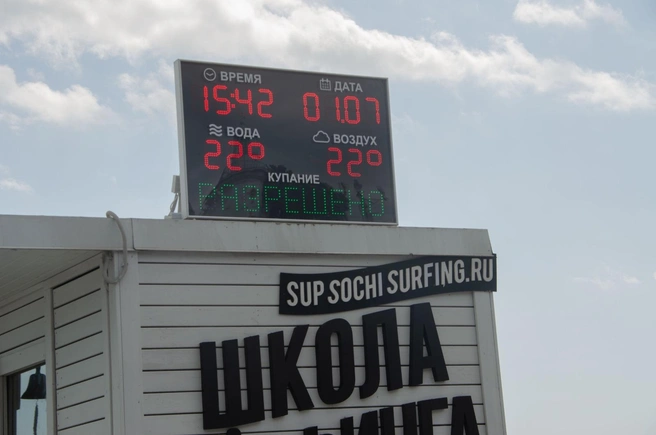 ВРЕМЯ ДАТА
15:42 01.07
ВОДА ВОЗДУХ
22° 22°
КУПАНИЕ
РАЗРЕШЕНО
SUP SOCHI SURFING.RU
ШКОЛА